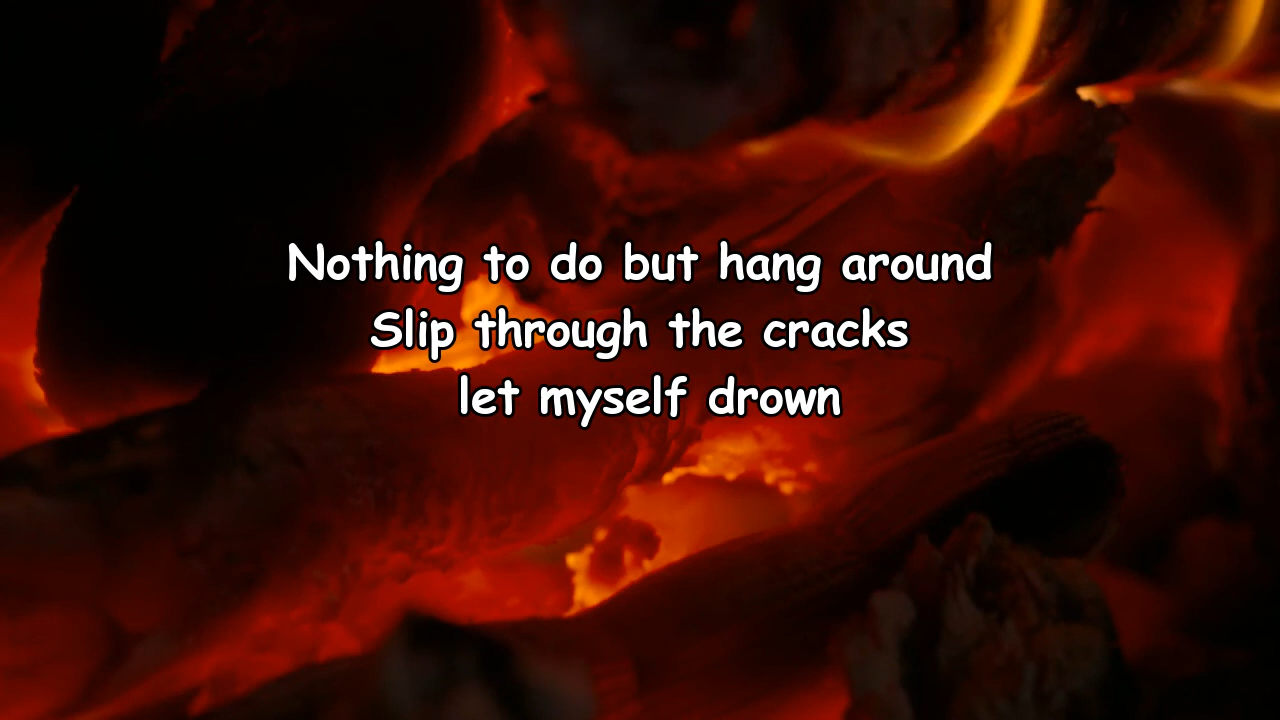 Nothing to do but hang around
Slip through the cracks
let myself drown